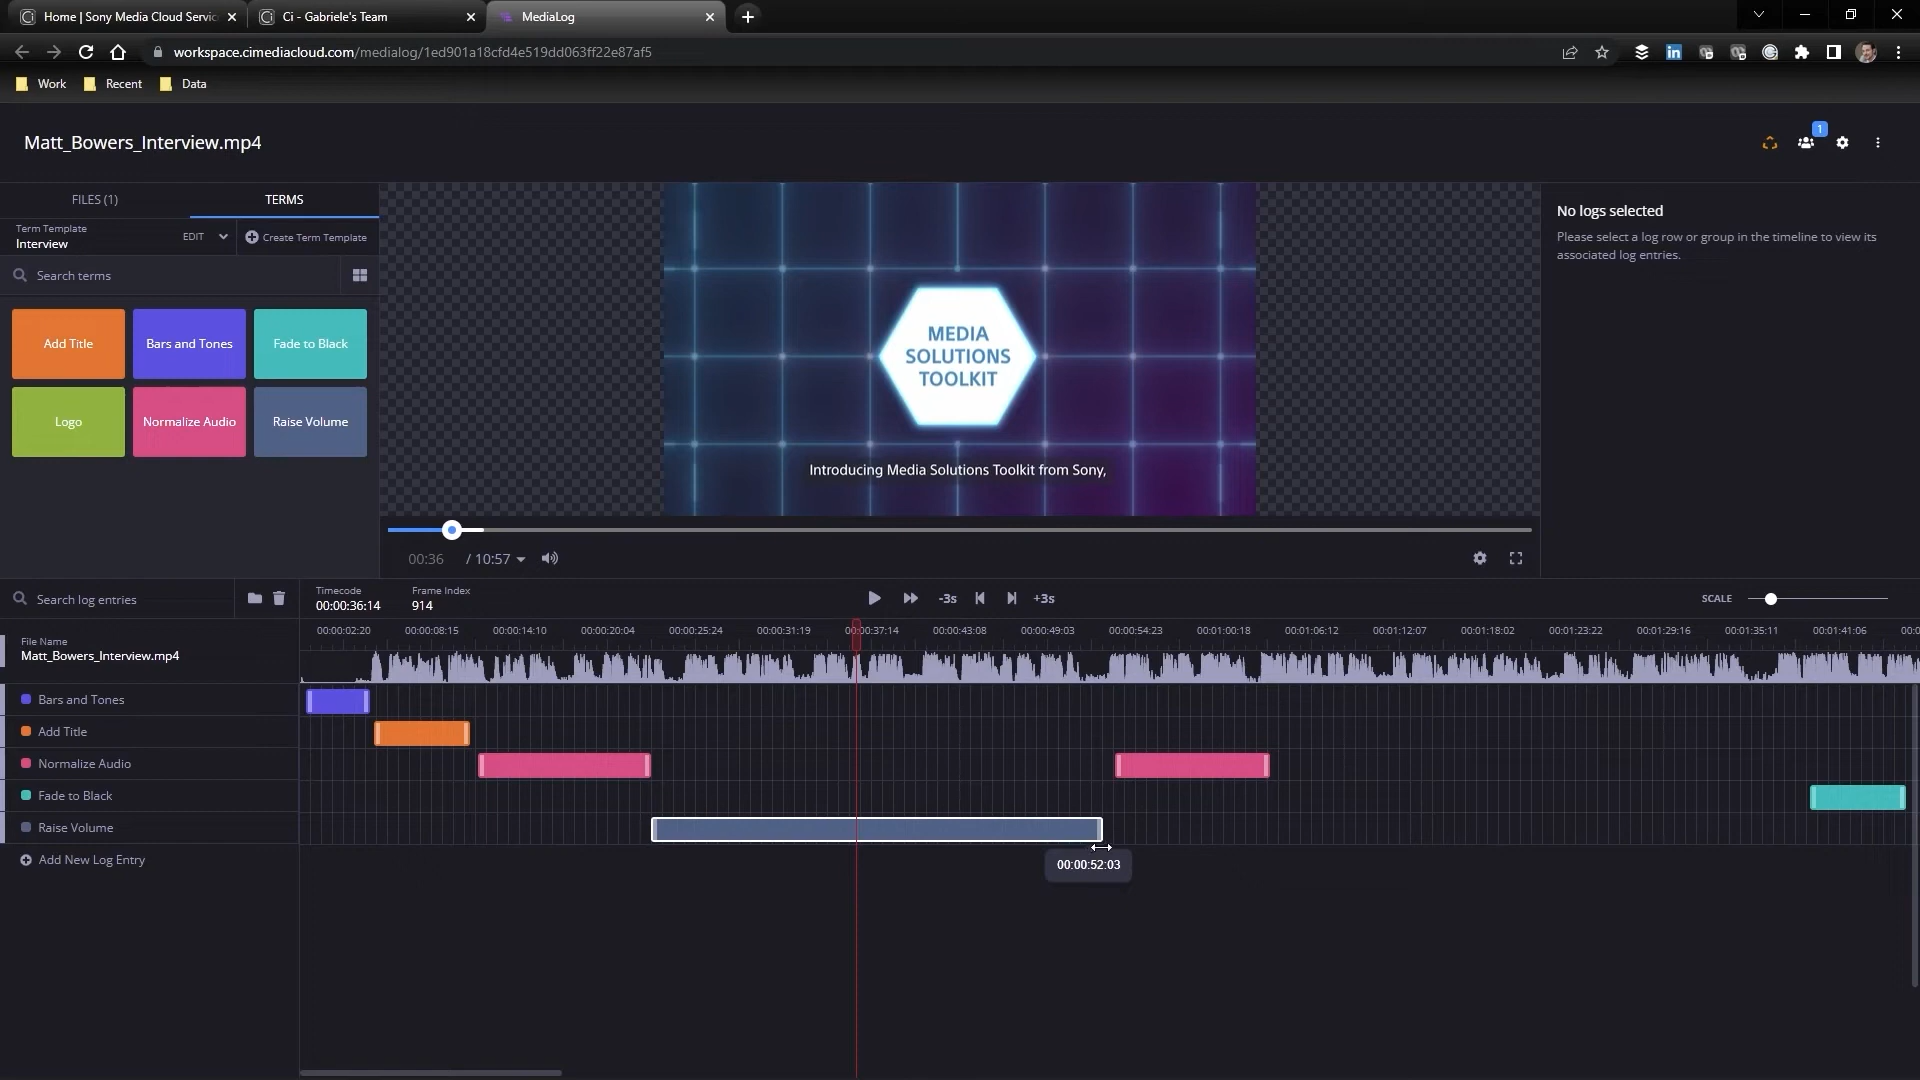 Home | Sony Media Cloud Servic
Ci - Gabriele's Team
MediaLog
workspace.cimediacloud.com/medialog/1ed901a18cfd4e519dd063ff22e87af5
Work
Recent
Data
Matt_Bowers_Interview.mp4
1
FILES (1)
TERMS
Term Template
Interview
EDIT
Create Term Template
Search terms
Add Title
Bars and Tones
Fade to Black
Logo
Normalize Audio
Raise Volume
MEDIA
SOLUTIONS
TOOLKIT
Introducing Media Solutions Toolkit from Sony,
No logs selected
Please select a log row or group in the timeline to view its
associated log entries.
00:36 / 10:57
Search log entries
Timecode
00:00:36:14
Frame Index
914
-3s
+3s
SCALE
00:00:02:20 00:00:08:15 00:00:14:10 00:00:20:04 00:00:25:24 00:00:31:19 00:00:37:14 00:00:43:08 00:00:49:03 00:00:54:23 00:01:00:18 00:01:06:12 00:01:12:07 00:01:18:02 00:01:23:22 00:01:29:16 00:01:35:11 00:01:41:06 00:0
File Name
Matt_Bowers_Interview.mp4
Bars and Tones
Add Title
Normalize Audio
Fade to Black
Raise Volume
Add New Log Entry
00:00:52:03